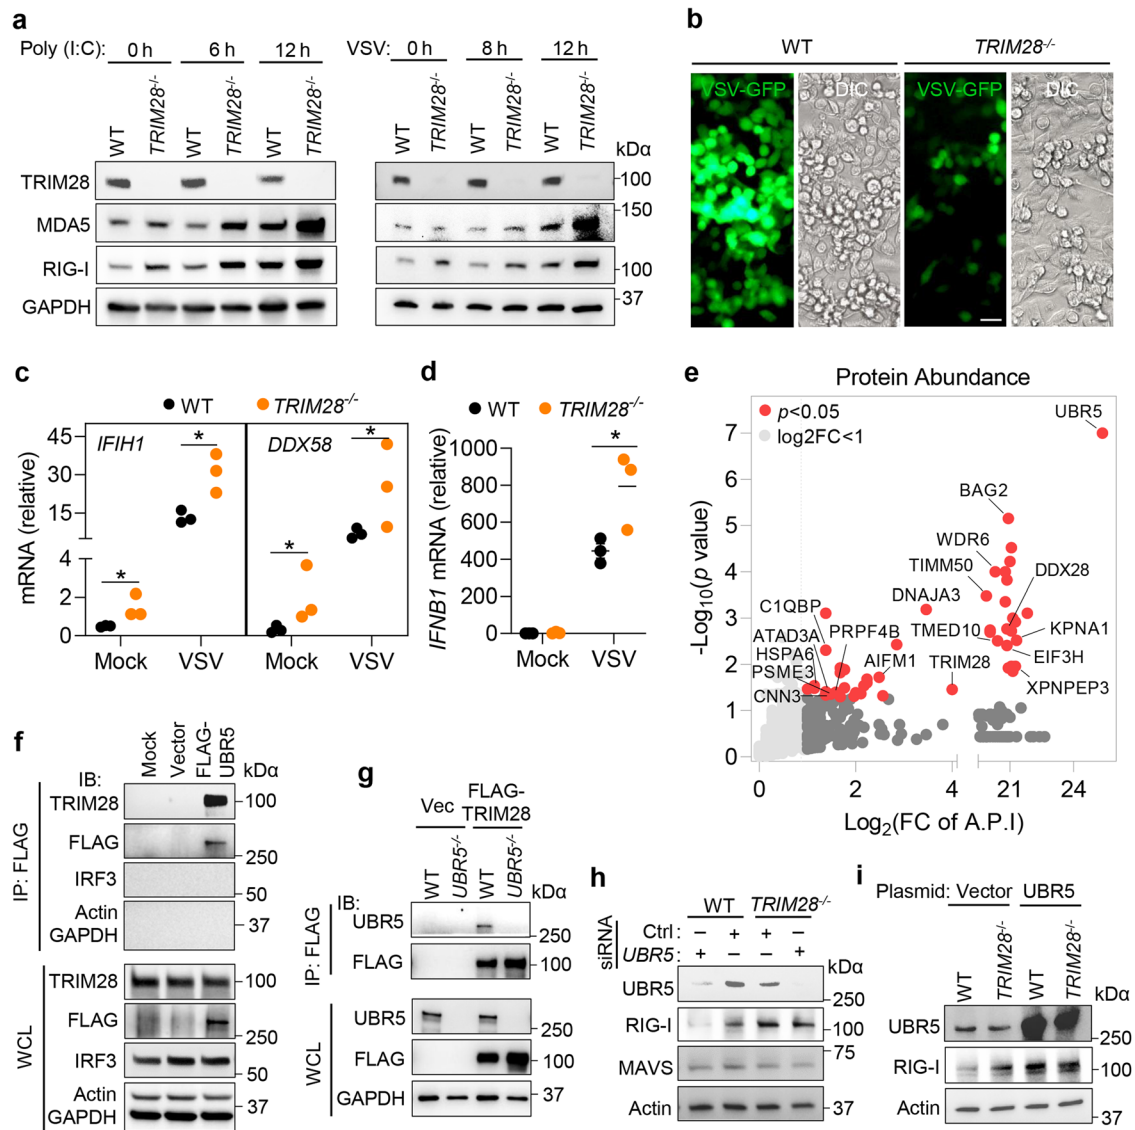 a
Poly (I:C): 0 h 6 h 12 h
WT TRIM28-/- WT TRIM28-/- WT TRIM28-/-
TRIM28
MDA5
RIG-I
GAPDH
VSV: 0 h 8 h 12 h
WT TRIM28-/- WT TRIM28-/- WT TRIM28-/-
kDα
100
150
100
37
b
WT TRIM28-/-
VSV-GFP DIC VSV-GFP DIC
c
WT TRIM28-/-
mRNA (relative)
45
30
15
4
2
0
IFIH1 DDX58
* * * *
Mock VSV Mock VSV
d
WT TRIM28-/-
IFNB1 mRNA (relative)
1000
800
600
400
200
0
*
Mock VSV
e
Protein Abundance
p<0.05
log2FC<1
-Log10(p value)
7
6
5
4
3
2
1
0
UBR5
BAG2
WDR6
TIMM50
DDX28
DNAJA3
C1QBP
TMED10
KPNA1
ATAD3A
PRPF4B
HSPA6
AIFM1
EIF3H
PSME3
TRIM28
XPNPEP3
CNN3
0 2 4 21 24
Log2(FC of A.P.I)
f
Mock Vector FLAG-UBR5
IB:
kDα
IP: FLAG
TRIM28 100
FLAG 250
IRF3 50
Actin 37
GAPDH
WCL
TRIM28 100
FLAG 250
IRF3 50
Actin 37
GAPDH
g
Vec FLAG-TRIM28
WT UBR5-/- WT UBR5-/-
IB:
kDα
IP: FLAG
UBR5 250
FLAG 100
WCL
UBR5 250
FLAG 100
GAPDH 37
h
WT TRIM28-/-
siRNA
Ctrl : − + + −
UBR5 : + − − +
kDα
UBR5 250
RIG-I 100
MAVS 75
Actin 37
i
Plasmid: Vector UBR5
WT TRIM28-/- WT TRIM28-/-
kDα
UBR5 250
RIG-I 100
Actin 37